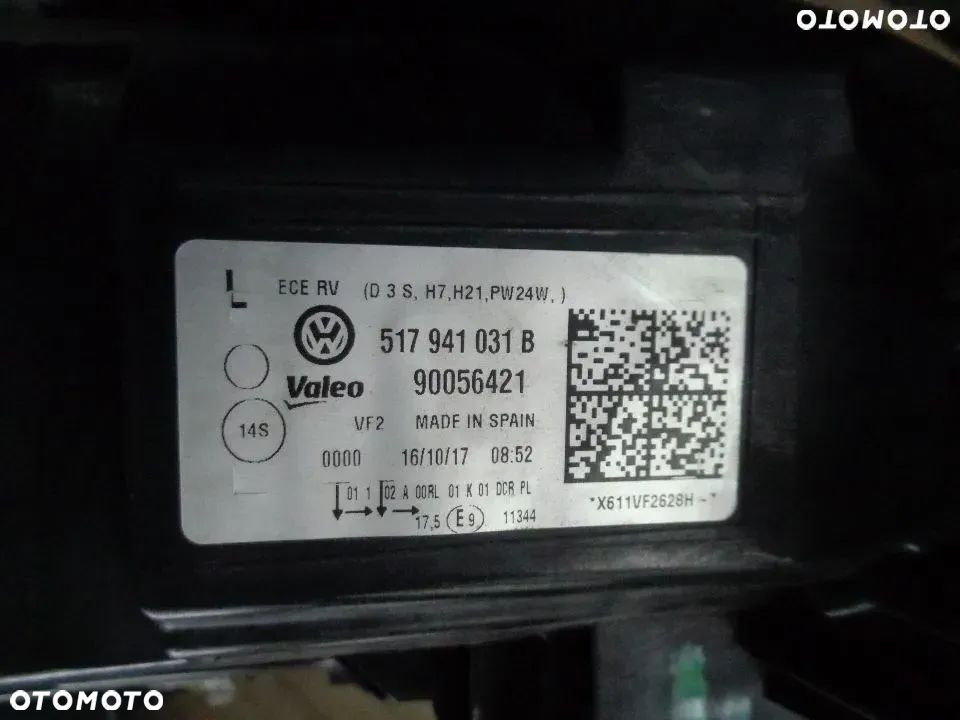 OTOMOTO
L ECE RV (D 3 S, H7,H21,PW24W, )
517 941 031 B
Valeo 90056421
14S
VF2 MADE IN SPAIN
0000 16/10/17 08:52
01 1 02 A 00RL 01 K 01 DCR PL
17,5 E9 11344
*X611VF2628H-*
OTOMOTO